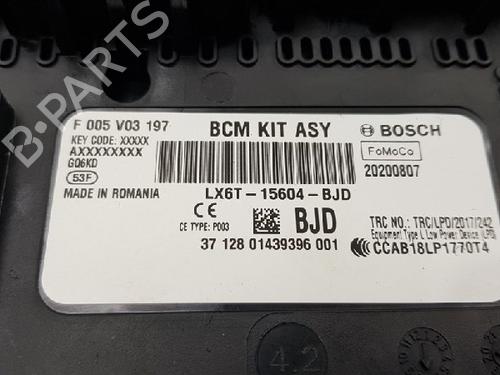 F 005 V03 197
BCM KIT ASY
BOSCH
KEY CODE: XXXXX
AXXXXXXXXX
GQ6KD
53F
FoMoCo
20200807
MADE IN ROMANIA
LX6T-15604-BJD
CE
CE TYPE: P003
BJD
TRC NO.: TRC/LPD/2017/242
Equipment Type: Low Power Device (LPD)
37 128 01439396 001
CCAB18LP1770T4
4.2
B-PARTS